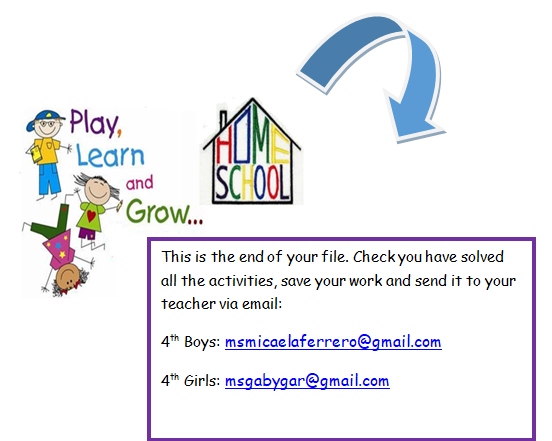 Play,
Learn
and
Grow...
HOME
SCHOOL
This is the end of your file. Check you have solved
all the activities, save your work and send it to your
teacher via email:
4th Boys: msmicaelaferrero@gmail.com
4th Girls: msgabygar@gmail.com